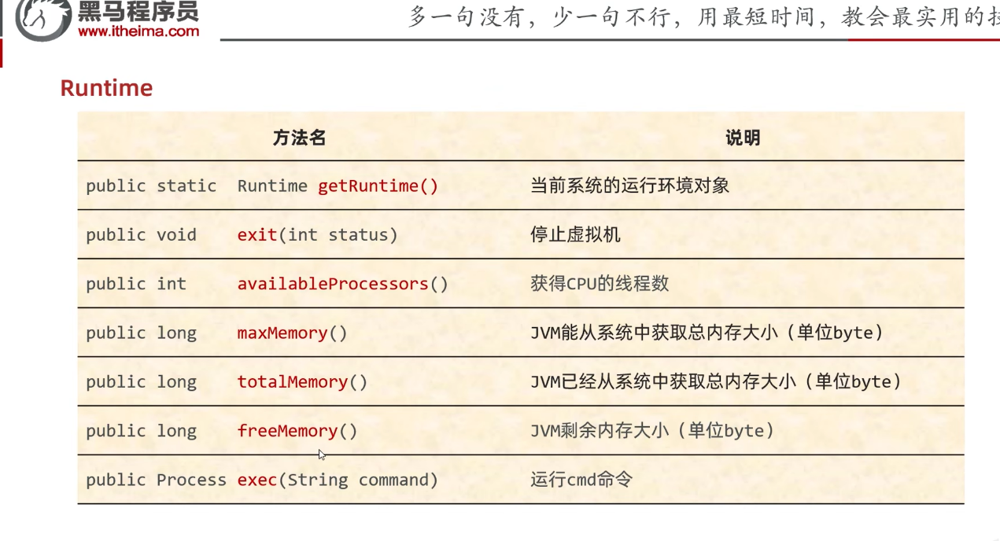 黑马程序员
www.itheima.com
多一句没有，少一句不行，用最短时间，教会最实用的
Runtime
方法名 说明
public static Runtime getRuntime() 当前系统的运行环境对象
public void exit(int status) 停止虚拟机
public int availableProcessors() 获得CPU的线程数
public long maxMemory() JVM能从系统中获取总内存大小（单位byte）
public long totalMemory() JVM已经从系统中获取总内存大小（单位byte）
public long freeMemory() JVM剩余内存大小（单位byte）
public Process exec(String command) 运行cmd命令